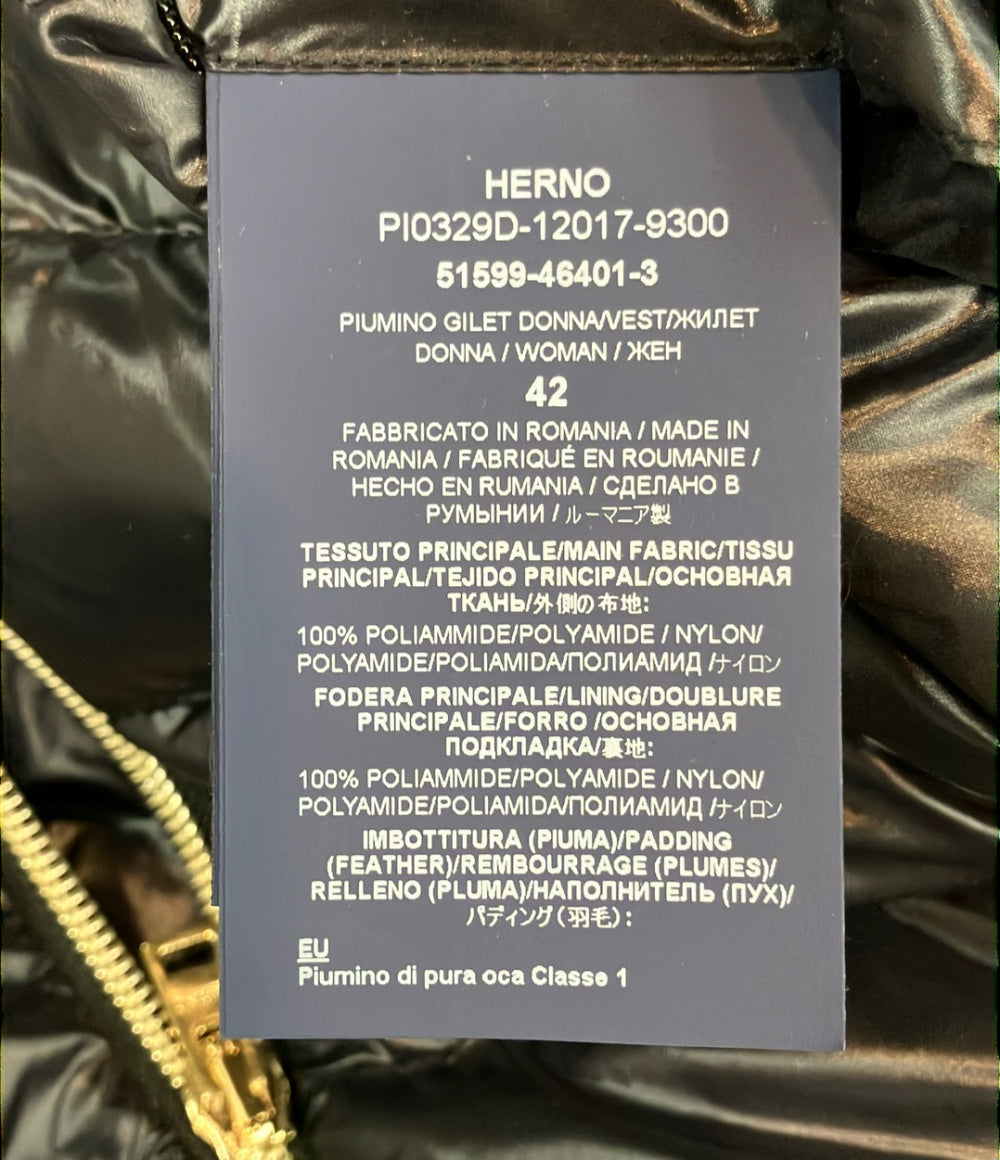 HERNO
PI0329D-12017-9300
51599-46401-3
PIUMINO GILET DONNA/VEST/ЖИЛЕТ
DONNA / WOMAN / ЖЕН
42
FABBRICATO IN ROMANIA / MADE IN
ROMANIA / FABRIQUÉ EN ROUMANIE /
HECHO EN RUMANIA / СДЕЛАНО В
РУМЫНИИ / ルーマニア製
TESSUTO PRINCIPALE/MAIN FABRIC/TISSU
PRINCIPAL/TEJIDO PRINCIPAL/ОСНОВНАЯ
ТКАНЬ/外側の布地:
100% POLIAMMIDE/POLYAMIDE / NYLON/
POLYAMIDE/POLIAMIDA/ПОЛИАМИД /ナイロン
FODERA PRINCIPALE/LINING/DOUBLURE
PRINCIPALE/FORRO /ОСНОВНАЯ
ПОДКЛАДКА/裏地:
100% POLIAMMIDE/POLYAMIDE / NYLON/
POLYAMIDE/POLIAMIDA/ПОЛИАМИД /ナイロン
IMBOTTITURA (PIUMA)/PADDING
(FEATHER)/REMBOURRAGE (PLUMES)/
RELLENO (PLUMA)/НАПОЛНИТЕЛЬ (ПУХ)/
パディング(羽毛):
EU
Piumino di pura oca Classe 1